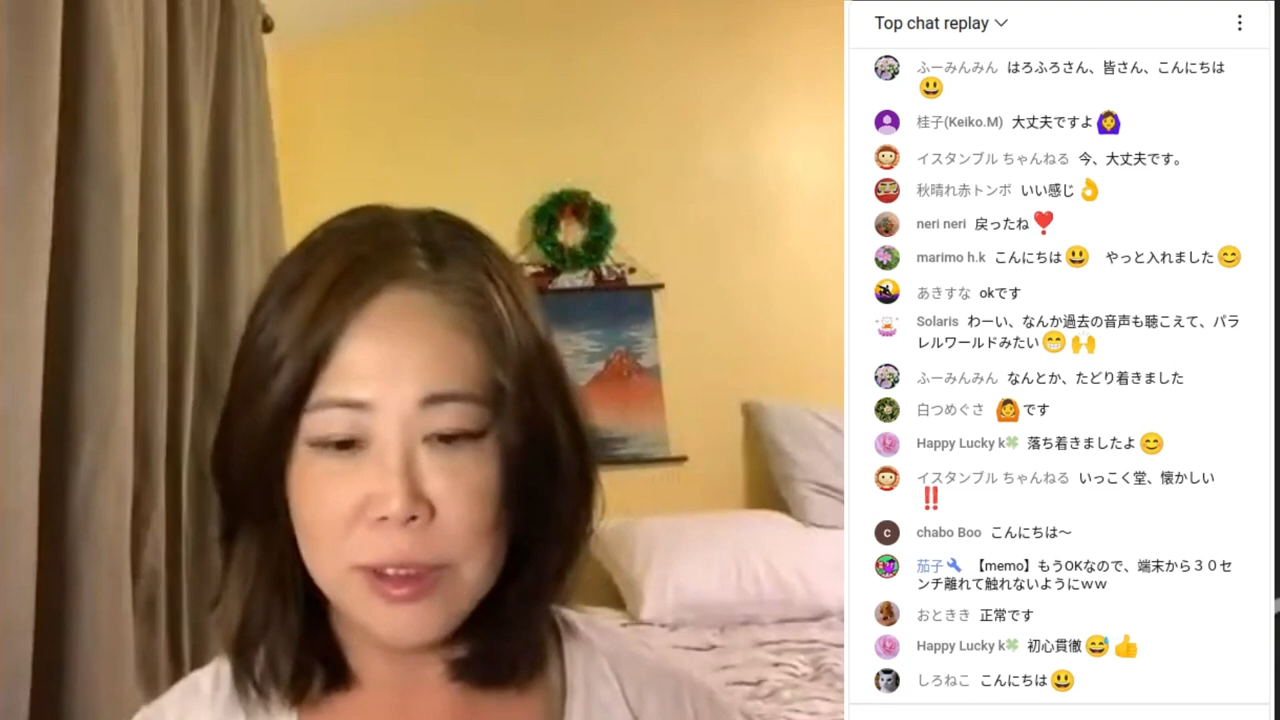 Top chat replay
ふーみんみん はろふろさん、皆さん、こんにちは
😃
桂子(Keiko.M) 大丈夫ですよ🙆‍♀️
イスタンブル ちゃんねる 今、大丈夫です。
秋晴れ赤トンボ いい感じ👌
neri neri 戻ったね❣️
marimo h.k こんにちは😃 やっと入れました😊
あきすな okです
Solaris わーい、なんか過去の音声も聴こえて、パラ
レルワールドみたい😁🙌
ふーみんみん なんとか、たどり着きました
白つめぐさ 🙆です
Happy Lucky k🍀 落ち着きましたよ😊
イスタンブル ちゃんねる いっこく堂、懐かしい
‼️
c
chabo Boo こんにちは〜
茄子🔧 【memo】もうOKなので、端末から３０セ
ンチ離れて触れないようにｗｗ
おときき 正常です
Happy Lucky k🍀 初心貫徹😅👍
しろねこ こんにちは😃